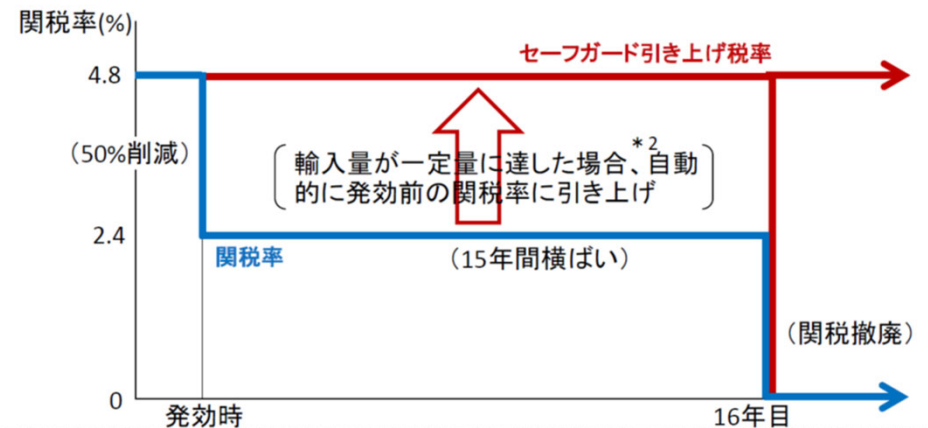 関税率(%)
セーフガード引き上げ税率
4.8
（50%削減）
＊2
輸入量が一定量に達した場合、自動
的に発効前の関税率に引き上げ
2.4
関税率
（15年間横ばい）
（関税撤廃）
0
発効時
16年目